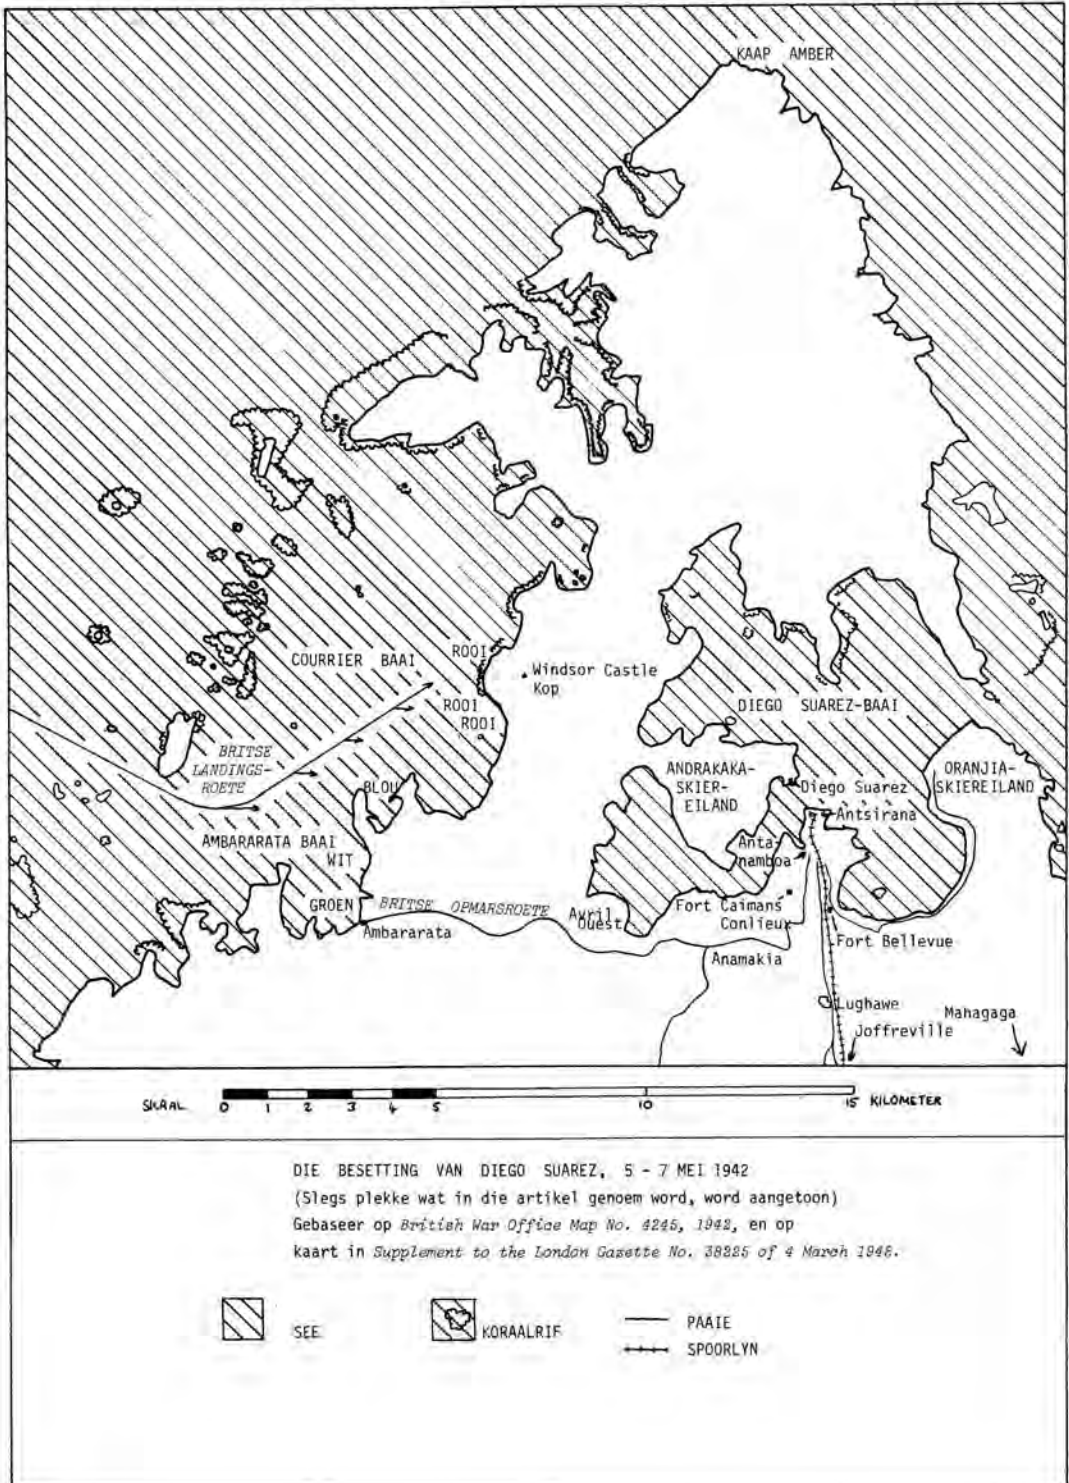 KAAP AMBER
COURRIER BAAI
ROOI
Windsor Castle
Kop
ROOI
ROOI
DIEGO SUAREZ-BAAI
BRITSE
LANDINGS-
ROETE
BLOU
ANDRAKAKA-
SKIER-
EILAND
ORANJIA-
SKIEREILAND
Diego Suarez
Antsirana
AMBARARATA BAAI
WIT
Anta-
namboa
GROEN
BRITSE OPMARSROETE
Ambararata
Avril
Ouest
Fort Caimans
Conlieux
Fort Bellevue
Anamakia
Lughawe
Mahagaga
Joffreville
SKAAL 0 1 2 3 4 5 10 15 KILOMETER
DIE BESETTING VAN DIEGO SUAREZ, 5 - 7 MEI 1942
(Slegs plekke wat in die artikel genoem word, word aangetoon)
Gebaseer op British War Office Map No. 4245, 1942, en op
kaart in Supplement to the London Gazette No. 38225 of 4 March 1948.
SEE
KORAALRIF
PAAIE
SPOORLYN